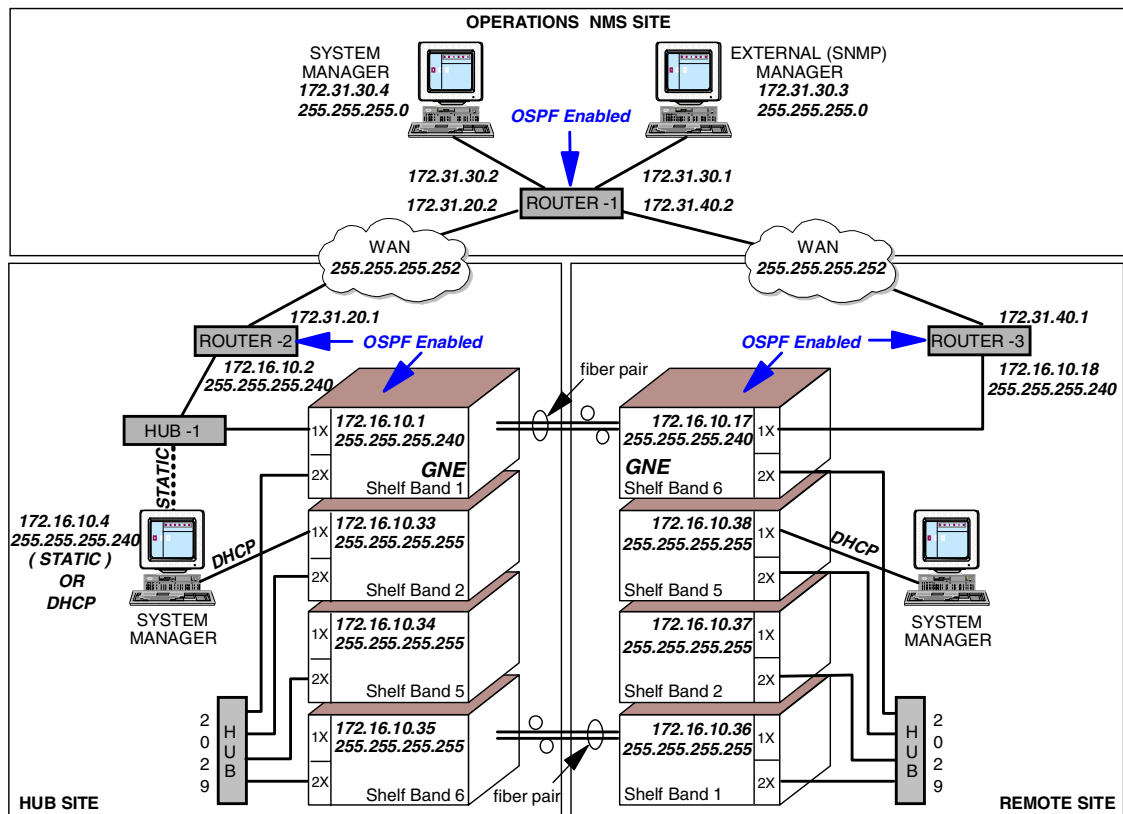 OPERATIONS NMS SITE
SYSTEM
MANAGER
172.31.30.4
255.255.255.0
EXTERNAL (SNMP)
MANAGER
172.31.30.3
255.255.255.0
OSPF Enabled
172.31.30.2
172.31.30.1
172.31.20.2
ROUTER -1
172.31.40.2
WAN
255.255.255.252
WAN
255.255.255.252
172.31.20.1
ROUTER -2
172.16.10.2
255.255.255.240
OSPF Enabled
HUB -1
STATIC
172.16.10.4
255.255.255.240
( STATIC )
OR
DHCP
SYSTEM
MANAGER
DHCP
1X
172.16.10.1
255.255.255.240
2X
GNE
Shelf Band 1
1X
172.16.10.33
255.255.255.255
2X
Shelf Band 2
1X
172.16.10.34
255.255.255.255
2X
Shelf Band 5
1X
172.16.10.35
255.255.255.255
2X
Shelf Band 6
2
0
2
9
H
U
B
HUB SITE
fiber pair
fiber pair
OSPF Enabled
172.31.40.1
ROUTER -3
172.16.10.18
255.255.255.240
172.16.10.17
255.255.255.240
1X
GNE
2X
Shelf Band 6
172.16.10.38
255.255.255.255
1X
2X
Shelf Band 5
172.16.10.37
255.255.255.255
1X
2X
Shelf Band 2
172.16.10.36
255.255.255.255
1X
2X
Shelf Band 1
DHCP
SYSTEM
MANAGER
H
U
B
2
0
2
9
REMOTE SITE